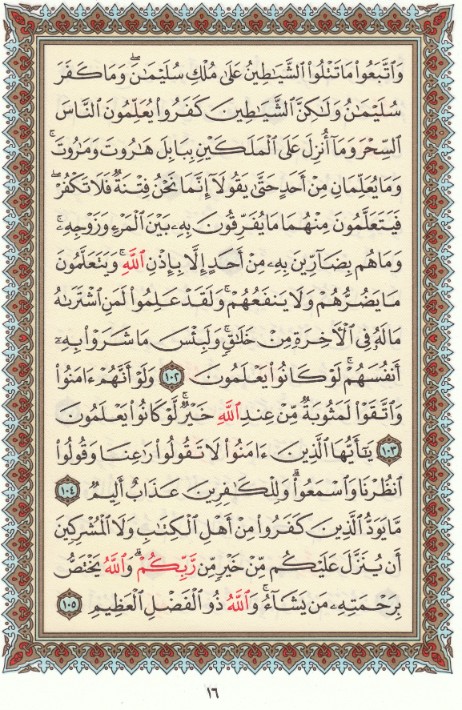 وَٱتَّبَعُوا۟ مَا تَتْلُوا۟ ٱلشَّيَٰطِينُ عَلَىٰ مُلْكِ سُلَيْمَٰنَ ۖ وَمَا كَفَرَ
سُلَيْمَٰنُ وَلَٰكِنَّ ٱلشَّيَٰطِينَ كَفَرُوا۟ يُعَلِّمُونَ ٱلنَّاسَ
ٱلسِّحْرَ وَمَآ أُنزِلَ عَلَى ٱلْمَلَكَيْنِ بِبَابِلَ هَٰرُوتَ وَمَٰرُوتَ ۚ
وَمَا يُعَلِّمَانِ مِنْ أَحَدٍ حَتَّىٰ يَقُولَآ إِنَّمَا نَحْنُ فِتْنَةٌ فَلَا تَكْفُرْ ۖ
فَيَتَعَلَّمُونَ مِنْهُمَا مَا يُفَرِّقُونَ بِهِۦ بَيْنَ ٱلْمَرْءِ وَزَوْجِهِۦ ۚ
وَمَا هُم بِضَآرِّينَ بِهِۦ مِنْ أَحَدٍ إِلَّا بِإِذْنِ ٱللَّهِ ۚ وَيَتَعَلَّمُونَ
مَا يَضُرُّهُمْ وَلَا يَنفَعُهُمْ ۚ وَلَقَدْ عَلِمُوا۟ لَمَنِ ٱشْتَرَىٰهُ
مَا لَهُۥ فِى ٱلْءَاخِرَةِ مِنْ خَلَٰقٍ ۚ وَلَبِئْسَ مَا شَرَوْا۟ بِهِۦٓ
أَنفُسَهُمْ ۚ لَوْ كَانُوا۟ يَعْلَمُونَ ١٠٢ وَلَوْ أَنَّهُمْ ءَامَنُوا۟
وَٱتَّقَوْا۟ لَمَثُوبَةٌ مِّنْ عِندِ ٱللَّهِ خَيْرٌ ۖ لَّوْ كَانُوا۟ يَعْلَمُونَ
١٠٣ يَٰٓأَيُّهَا ٱلَّذِينَ ءَامَنُوا۟ لَا تَقُولُوا۟ رَٰعِنَا وَقُولُوا۟
ٱنظُرْنَا وَٱسْمَعُوا۟ ۗ وَلِلْكَٰفِرِينَ عَذَابٌ أَلِيمٌ ١٠٤
مَّا يَوَدُّ ٱلَّذِينَ كَفَرُوا۟ مِنْ أَهْلِ ٱلْكِتَٰبِ وَلَا ٱلْمُشْرِكِينَ
أَن يُنَزَّلَ عَلَيْكُم مِّنْ خَيْرٍ مِّن رَّبِّكُمْ ۗ وَٱللَّهُ يَخْتَصُّ
بِرَحْمَتِهِۦ مَن يَشَآءُ ۚ وَٱللَّهُ ذُو ٱلْفَضْلِ ٱلْعَظِيمِ ١٠٥
١٦